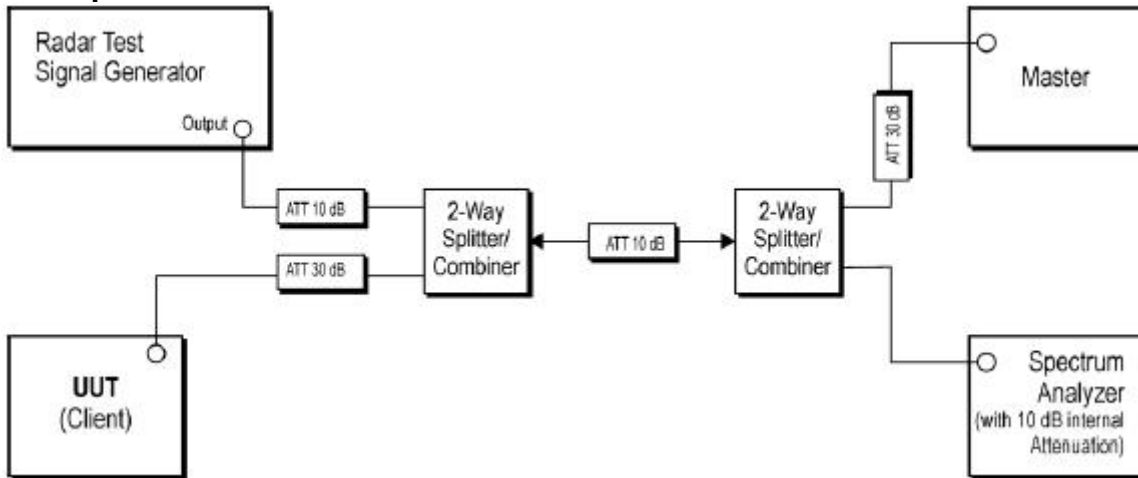 Radar Test
Signal Generator
Output
ATT 10 dB
ATT 30 dB
UUT
(Client)
2-Way
Splitter/
Combiner
ATT 10 dB
2-Way
Splitter/
Combiner
ATT 30 dB
Master
Spectrum
Analyzer
(with 10 dB internal
Attenuation)